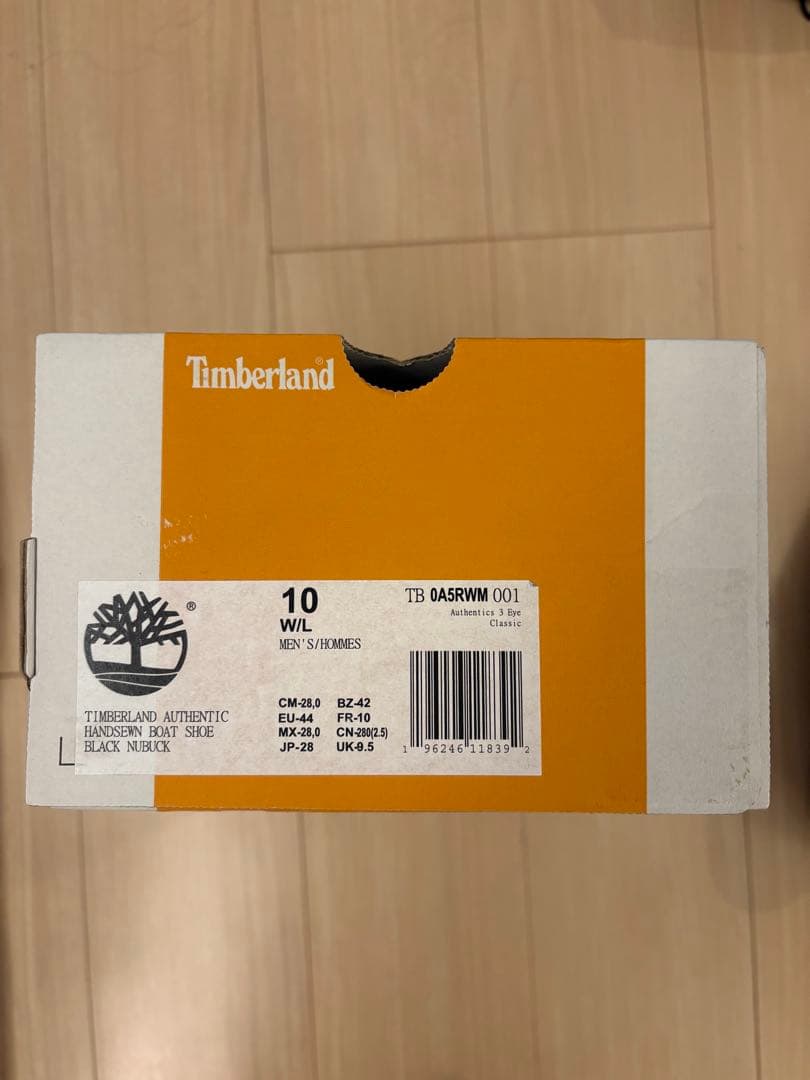 Timberland®
®
10
W/L
MEN'S/HOMMES
TB 0A5RWM 001
Authentics 3 Eye
Classic
TIMBERLAND AUTHENTIC
HANDSEWN BOAT SHOE
BLACK NUBUCK
CM-28,0 BZ-42
EU-44 FR-10
MX-28,0 CN-280(2.5)
JP-28 UK-9.5
1 96246 11839 2